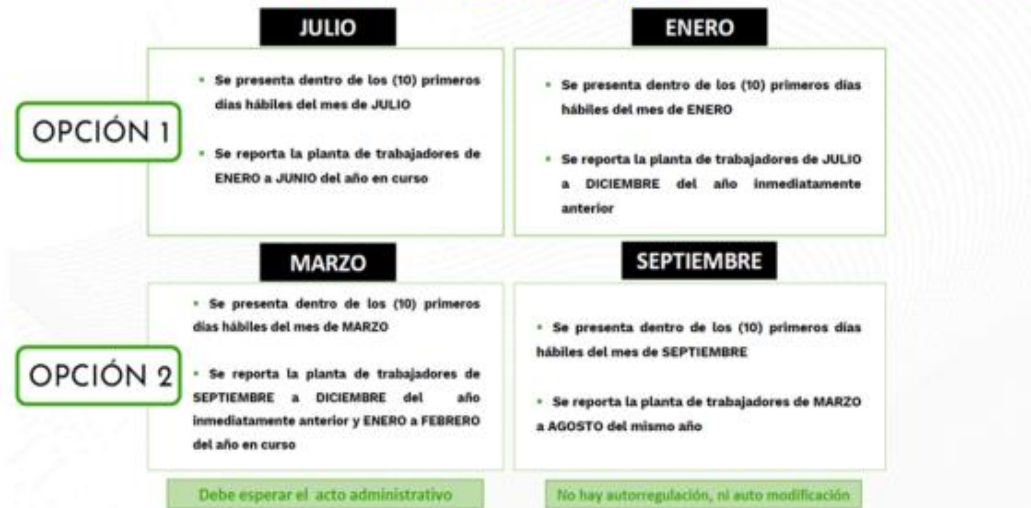 JULIO
ENERO
OPCIÓN 1
• Se presenta dentro de los (10) primeros
días hábiles del mes de JULIO
• Se reporta la planta de trabajadores de
ENERO a JUNIO del año en curso
• Se presenta dentro de los (10) primeros días
hábiles del mes de ENERO
• Se reporta la planta de trabajadores de JULIO
a DICIEMBRE del año inmediatamente
anterior
MARZO
SEPTIEMBRE
OPCIÓN 2
• Se presenta dentro de los (10) primeros
días hábiles del mes de MARZO
• Se reporta la planta de trabajadores de
SEPTIEMBRE a DICIEMBRE del año
inmediatamente anterior y ENERO a FEBRERO
del año en curso
• Se presenta dentro de los (10) primeros días
hábiles del mes de SEPTIEMBRE
• Se reporta la planta de trabajadores de MARZO
a AGOSTO del mismo año
Debe esperar el acto administrativo
No hay autorregulación, ni auto modificación